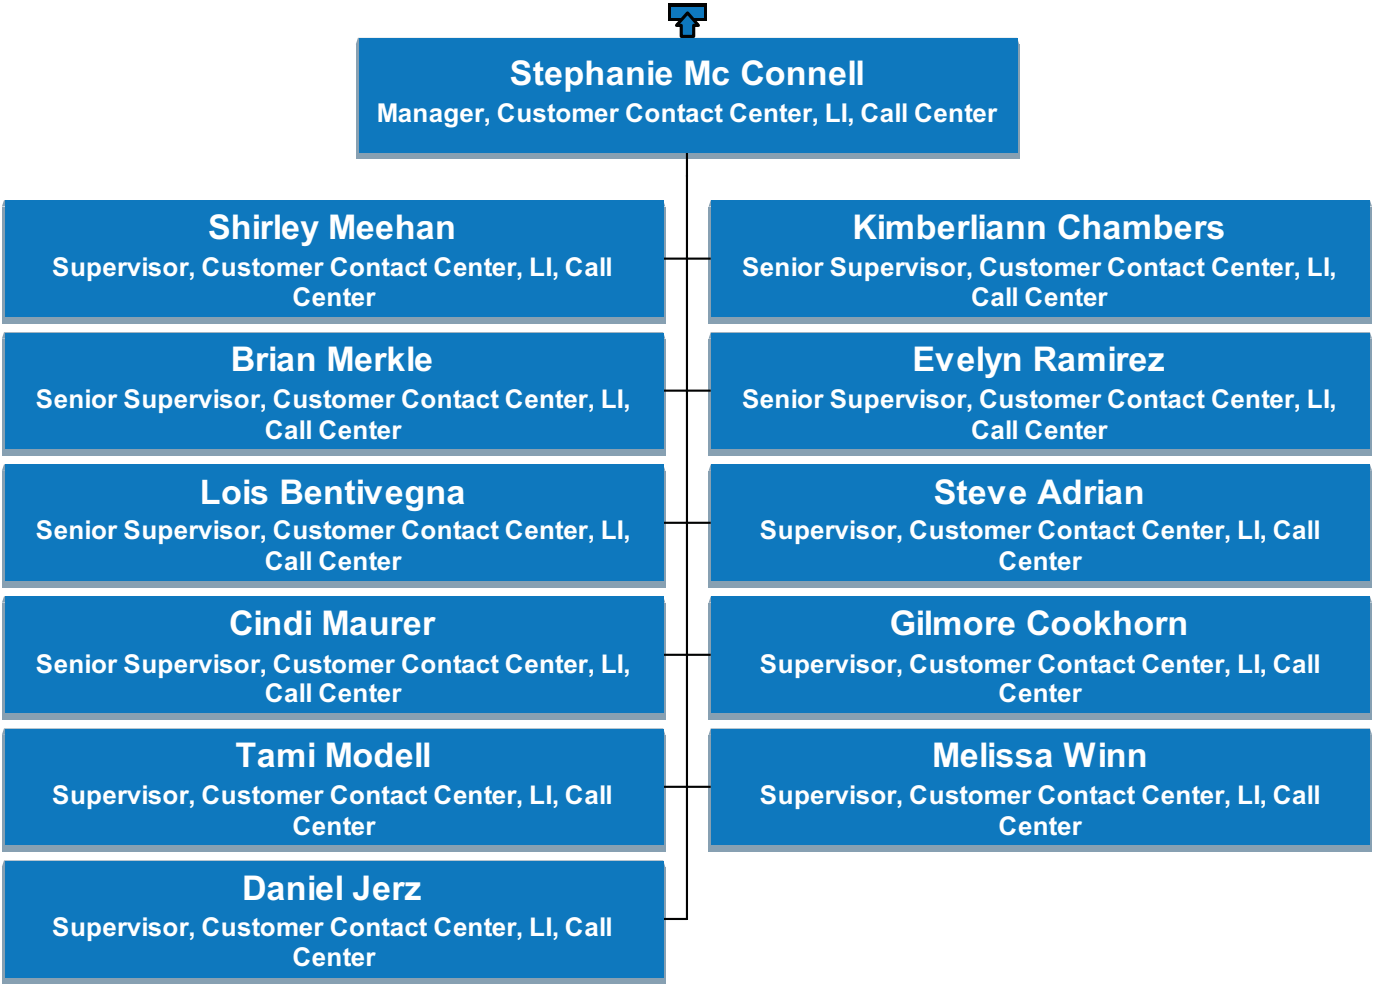 Stephanie Mc Connell
Manager, Customer Contact Center, LI, Call Center
Shirley Meehan
Supervisor, Customer Contact Center, LI, Call
Center
Kimberliann Chambers
Senior Supervisor, Customer Contact Center, LI,
Call Center
Brian Merkle
Senior Supervisor, Customer Contact Center, LI,
Call Center
Evelyn Ramirez
Senior Supervisor, Customer Contact Center, LI,
Call Center
Lois Bentivegna
Senior Supervisor, Customer Contact Center, LI,
Call Center
Steve Adrian
Supervisor, Customer Contact Center, LI, Call
Center
Cindi Maurer
Senior Supervisor, Customer Contact Center, LI,
Call Center
Gilmore Cookhorn
Supervisor, Customer Contact Center, LI, Call
Center
Tami Modell
Supervisor, Customer Contact Center, LI, Call
Center
Melissa Winn
Supervisor, Customer Contact Center, LI, Call
Center
Daniel Jerz
Supervisor, Customer Contact Center, LI, Call
Center